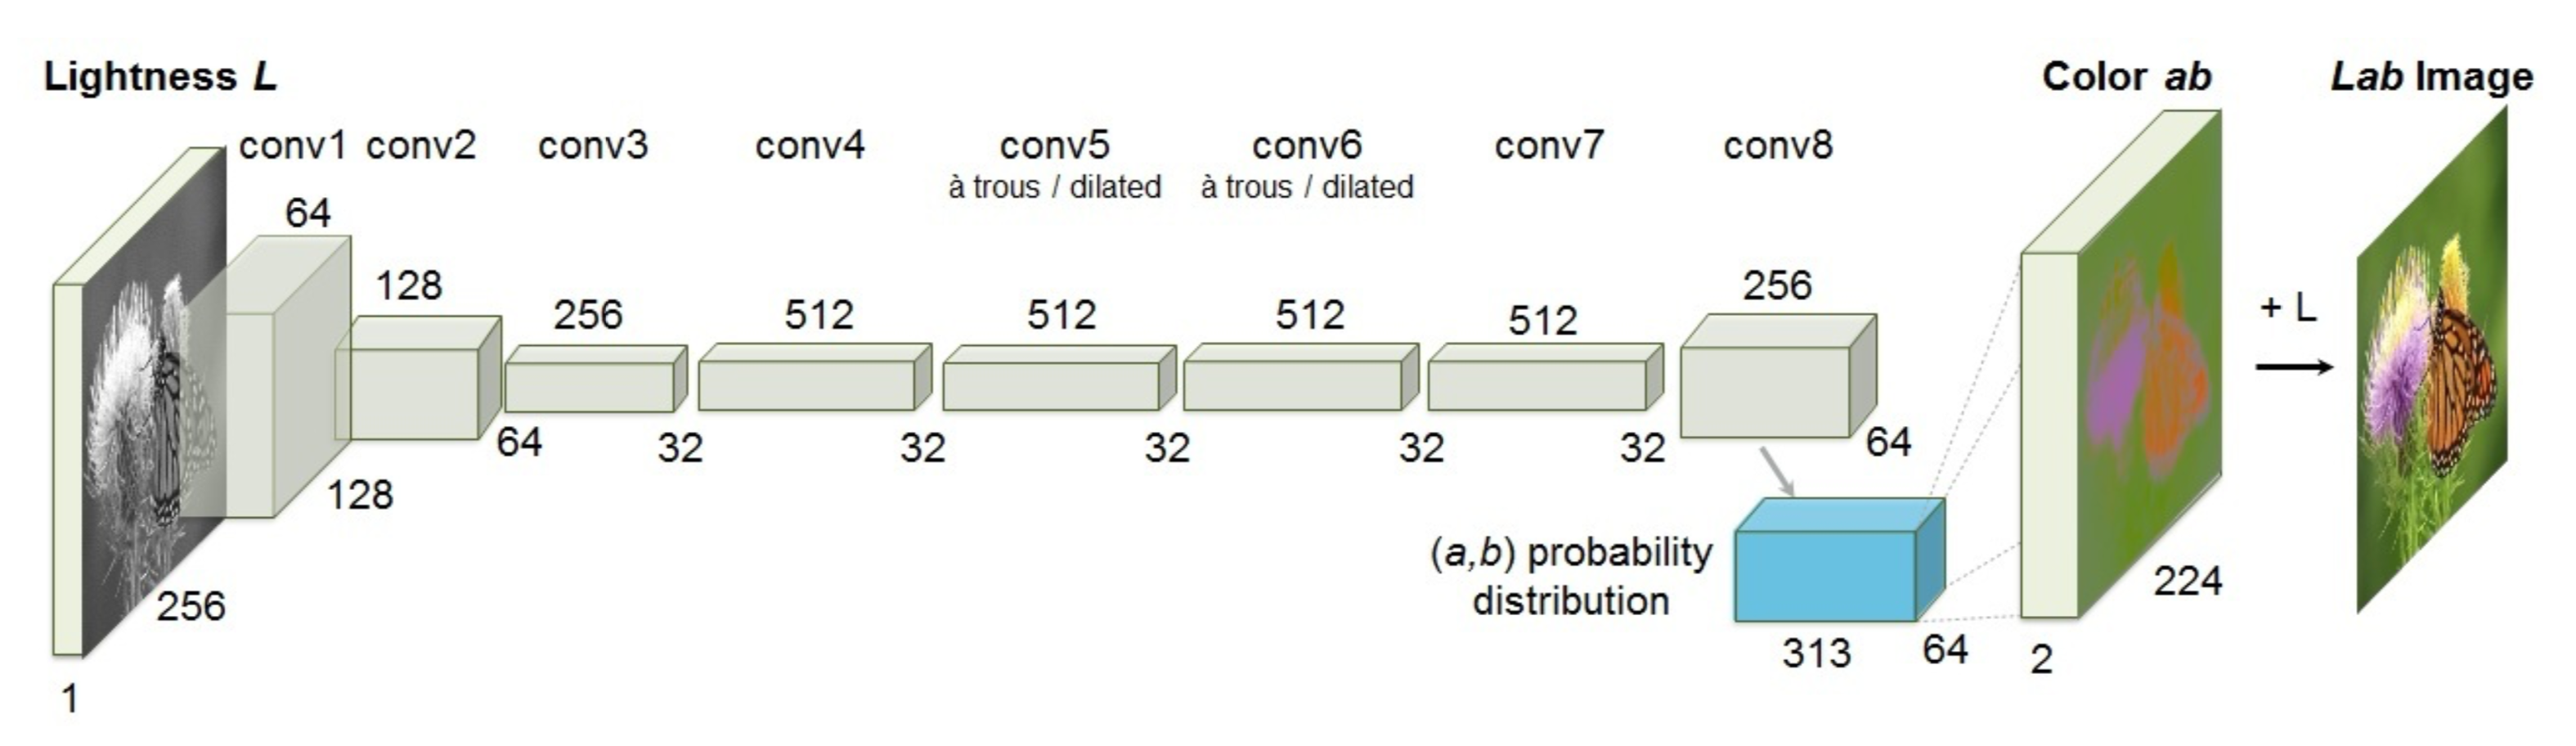 Lightness L
Color ab
Lab Image
conv1
conv2
conv3
conv4
conv5
à trous / dilated
conv6
à trous / dilated
conv7
conv8
64
128
256
512
512
512
512
256
+ L
64
32
32
32
32
32
64
128
256
1
(a,b) probability
distribution
313
64
2
224